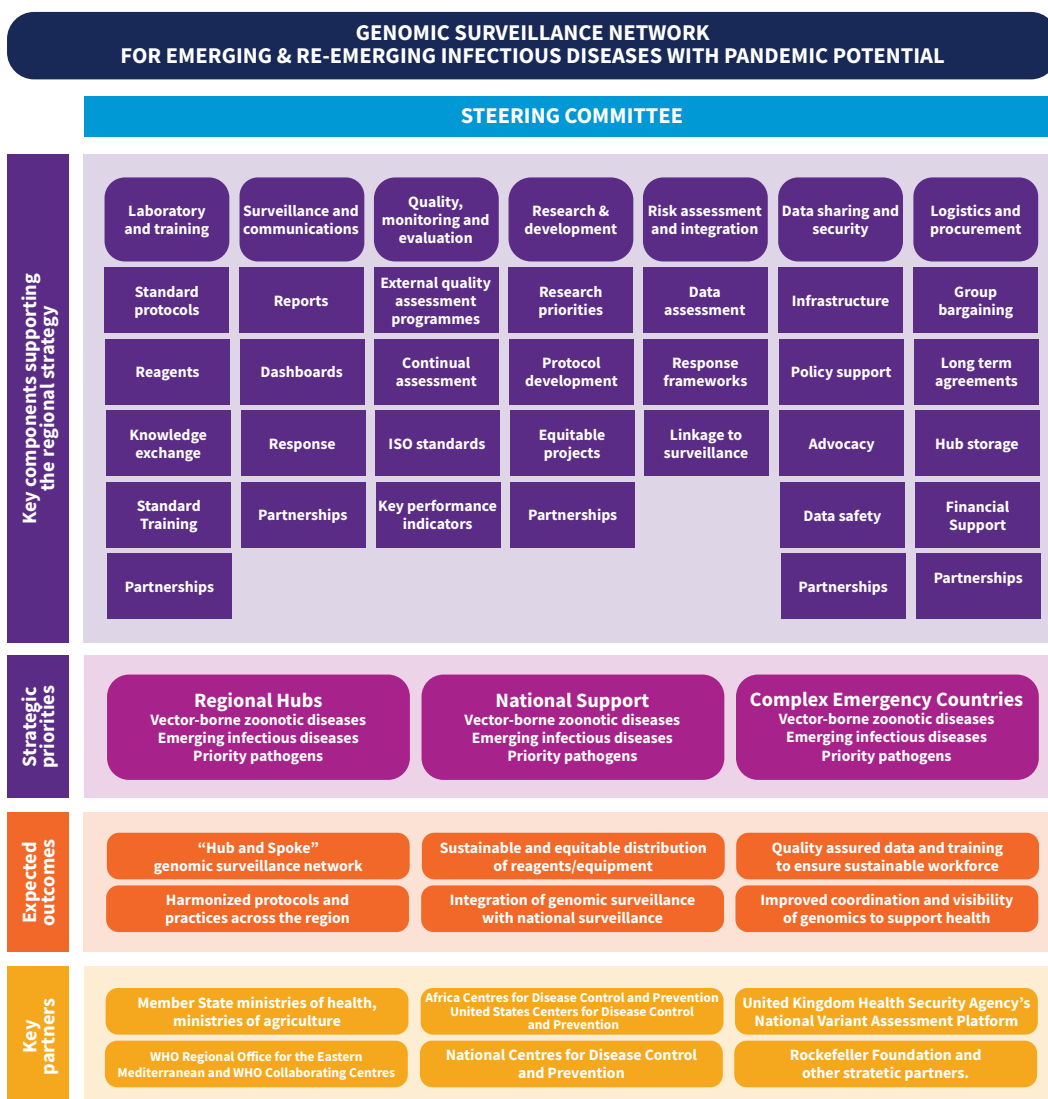 GENOMIC SURVEILLANCE NETWORK
FOR EMERGING & RE-EMERGING INFECTIOUS DISEASES WITH PANDEMIC POTENTIAL
STEERING COMMITTEE
Key components supporting
the regional strategy
Laboratory
and training
Surveillance and
communications
Quality,
monitoring and
evaluation
Research &
development
Risk assessment
and integration
Data sharing and
security
Logistics and
procurement
Standard
protocols
Reports
External quality
assessment
programmes
Research
priorities
Data
assessment
Infrastructure
Group
bargaining
Reagents
Dashboards
Continual
assessment
Protocol
development
Response
frameworks
Policy support
Long term
agreements
Knowledge
exchange
Response
ISO standards
Equitable
projects
Linkage to
surveillance
Advocacy
Hub storage
Standard
Training
Partnerships
Key performance
indicators
Partnerships
Data safety
Financial
Support
Partnerships
Partnerships
Partnerships
Strategic
priorities
Regional Hubs
Vector-borne zoonotic diseases
Emerging infectious diseases
Priority pathogens
National Support
Vector-borne zoonotic diseases
Emerging infectious diseases
Priority pathogens
Complex Emergency Countries
Vector-borne zoonotic diseases
Emerging infectious diseases
Priority pathogens
Expected
outcomes
“Hub and Spoke”
genomic surveillance network
Sustainable and equitable distribution
of reagents/equipment
Quality assured data and training
to ensure sustainable workforce
Harmonized protocols and
practices across the region
Integration of genomic surveillance
with national surveillance
Improved coordination and visibility
of genomics to support health
Key
partners
Member State ministries of health,
ministries of agriculture
Africa Centres for Disease Control and Prevention
United States Centers for Disease Control
and Prevention
United Kingdom Health Security Agency’s
National Variant Assessment Platform
WHO Regional Office for the Eastern
Mediterranean and WHO Collaborating Centres
National Centres for Disease Control
and Prevention
Rockefeller Foundation and
other stratetic partners.